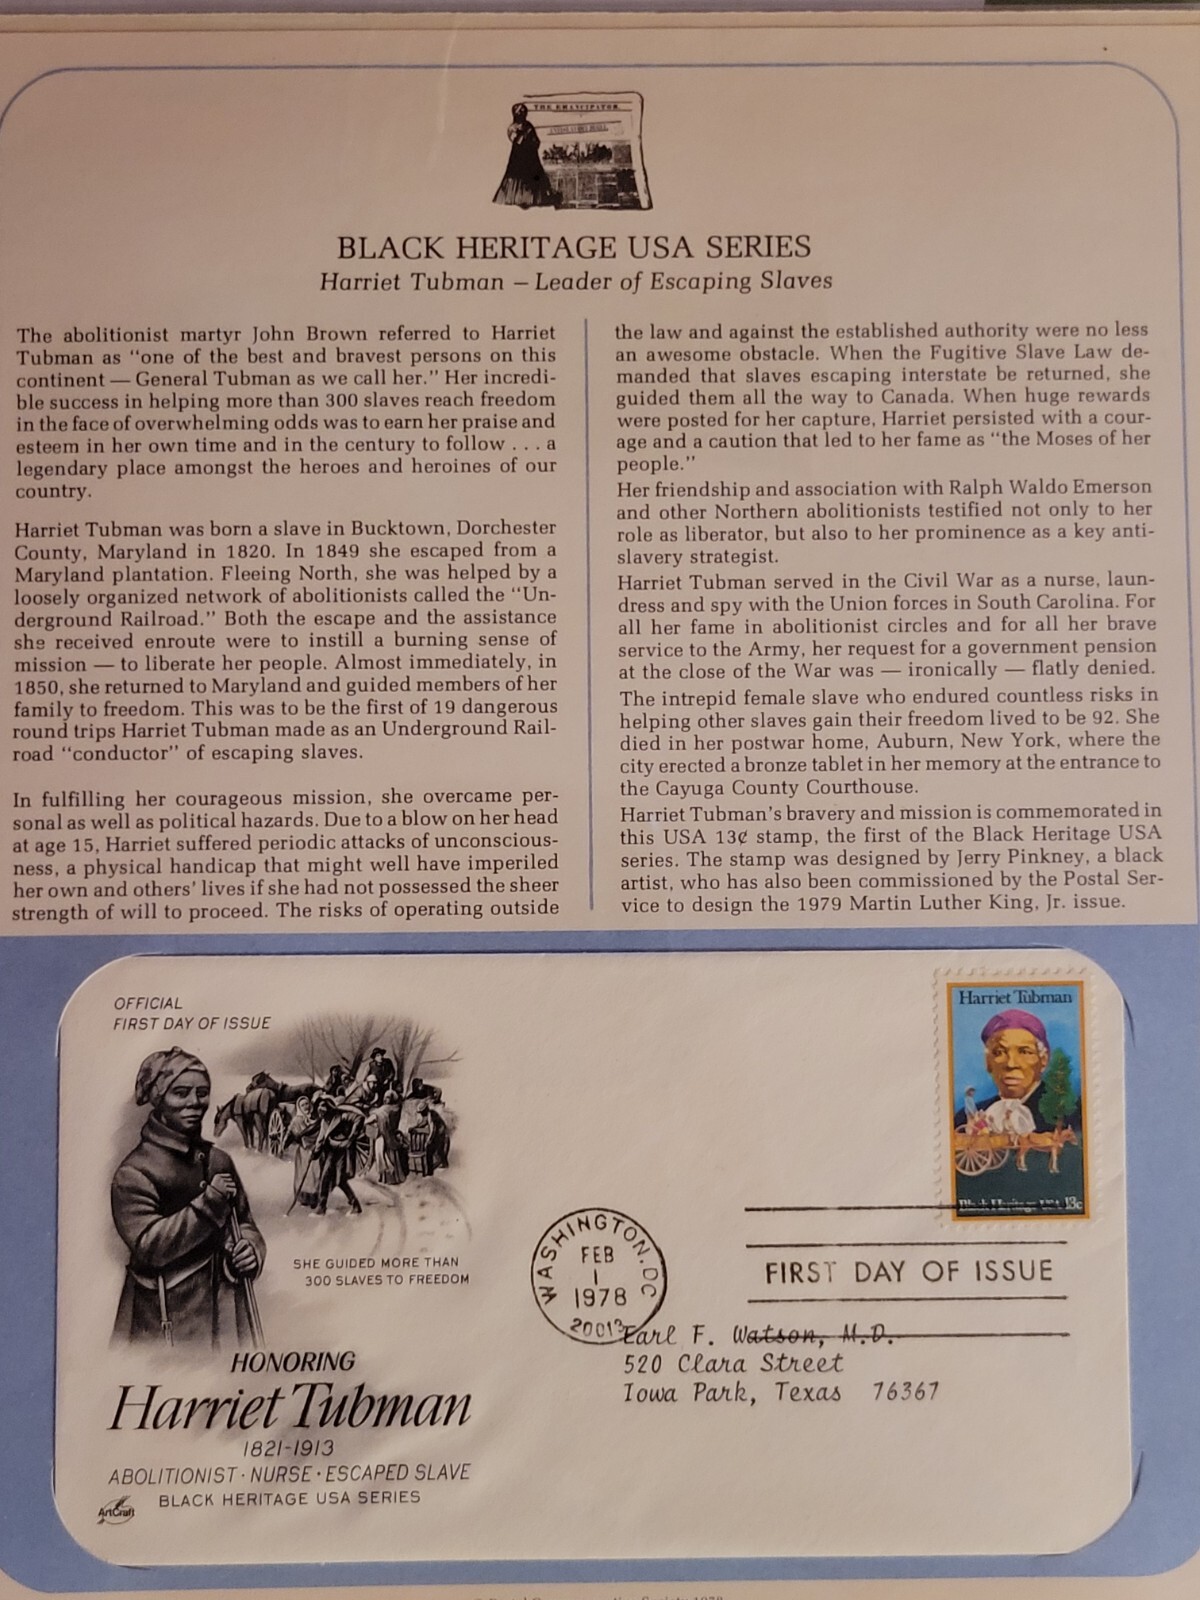 THE EMANCIPATOR.
BLACK HERITAGE USA SERIES
Harriet Tubman – Leader of Escaping Slaves
The abolitionist martyr John Brown referred to Harriet
Tubman as "one of the best and bravest persons on this
continent — General Tubman as we call her." Her incredi-
ble success in helping more than 300 slaves reach freedom
in the face of overwhelming odds was to earn her praise and
esteem in her own time and in the century to follow . . . a
legendary place amongst the heroes and heroines of our
country.
Harriet Tubman was born a slave in Bucktown, Dorchester
County, Maryland in 1820. In 1849 she escaped from a
Maryland plantation. Fleeing North, she was helped by a
loosely organized network of abolitionists called the "Un-
derground Railroad." Both the escape and the assistance
she received enroute were to instill a burning sense of
mission — to liberate her people. Almost immediately, in
1850, she returned to Maryland and guided members of her
family to freedom. This was to be the first of 19 dangerous
round trips Harriet Tubman made as an Underground Rail-
road "conductor" of escaping slaves.
In fulfilling her courageous mission, she overcame per-
sonal as well as political hazards. Due to a blow on her head
at age 15, Harriet suffered periodic attacks of unconscious-
ness, a physical handicap that might well have imperiled
her own and others' lives if she had not possessed the sheer
strength of will to proceed. The risks of operating outside
the law and against the established authority were no less
an awesome obstacle. When the Fugitive Slave Law de-
manded that slaves escaping interstate be returned, she
guided them all the way to Canada. When huge rewards
were posted for her capture, Harriet persisted with a cour-
age and a caution that led to her fame as "the Moses of her
people."
Her friendship and association with Ralph Waldo Emerson
and other Northern abolitionists testified not only to her
role as liberator, but also to her prominence as a key anti-
slavery strategist.
Harriet Tubman served in the Civil War as a nurse, laun-
dress and spy with the Union forces in South Carolina. For
all her fame in abolitionist circles and for all her brave
service to the Army, her request for a government pension
at the close of the War was — ironically — flatly denied.
The intrepid female slave who endured countless risks in
helping other slaves gain their freedom lived to be 92. She
died in her postwar home, Auburn, New York, where the
city erected a bronze tablet in her memory at the entrance to
the Cayuga County Courthouse.
Harriet Tubman's bravery and mission is commemorated in
this USA 13¢ stamp, the first of the Black Heritage USA
series. The stamp was designed by Jerry Pinkney, a black
artist, who has also been commissioned by the Postal Ser-
vice to design the 1979 Martin Luther King, Jr. issue.
OFFICIAL
FIRST DAY OF ISSUE
SHE GUIDED MORE THAN
300 SLAVES TO FREEDOM
HONORING
Harriet Tubman
1821-1913
ABOLITIONIST · NURSE · ESCAPED SLAVE
BLACK HERITAGE USA SERIES
ArtCraft
Harriet Tubman
Black Heritage USA 13c
WASHINGTON, DC
FEB
1
1978
20013
FIRST DAY OF ISSUE
Earl F. Watson, M.D.
520 Clara Street
Iowa Park, Texas 76367